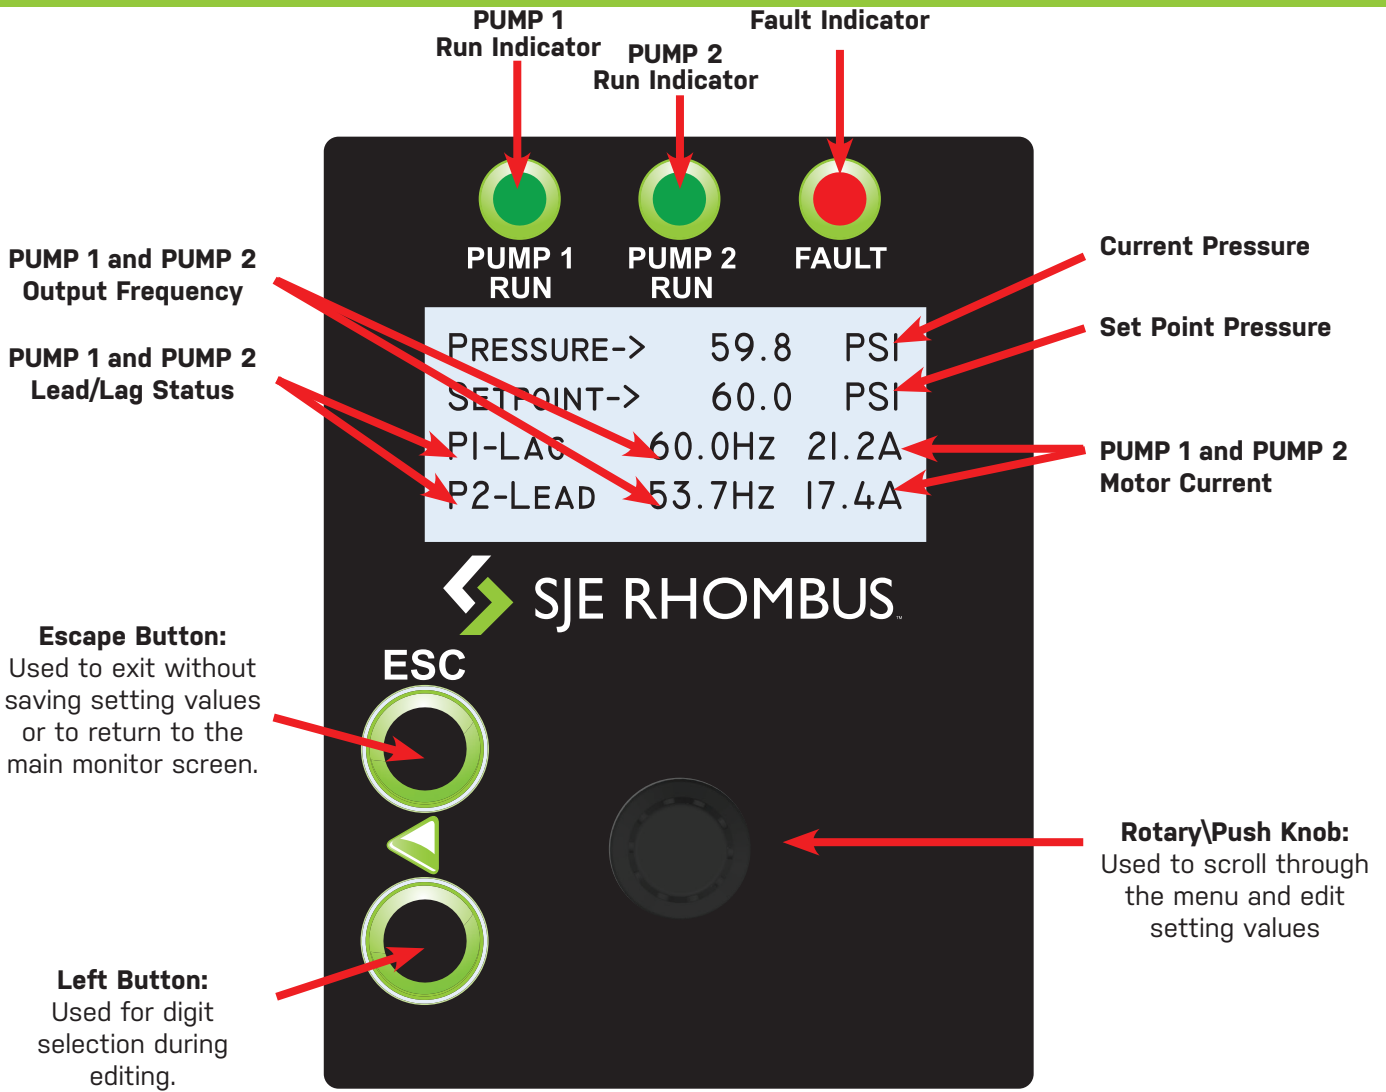 PUMP 1
Run Indicator
PUMP 2
Run Indicator
Fault Indicator
PUMP 1
RUN
PUMP 2
RUN
FAULT
PUMP 1 and PUMP 2
Output Frequency
PUMP 1 and PUMP 2
Lead/Lag Status
Current Pressure
Set Point Pressure
PUMP 1 and PUMP 2
Motor Current
PRESSURE-> 59.8 PSI
SETPOINT-> 60.0 PSI
P1-LAG 60.0HZ 21.2A
P2-LEAD 53.7HZ 17.4A
SJE RHOMBUS™
Escape Button:
Used to exit without
saving setting values
or to return to the
main monitor screen.
ESC
Rotary\Push Knob:
Used to scroll through
the menu and edit
setting values
Left Button:
Used for digit
selection during
editing.